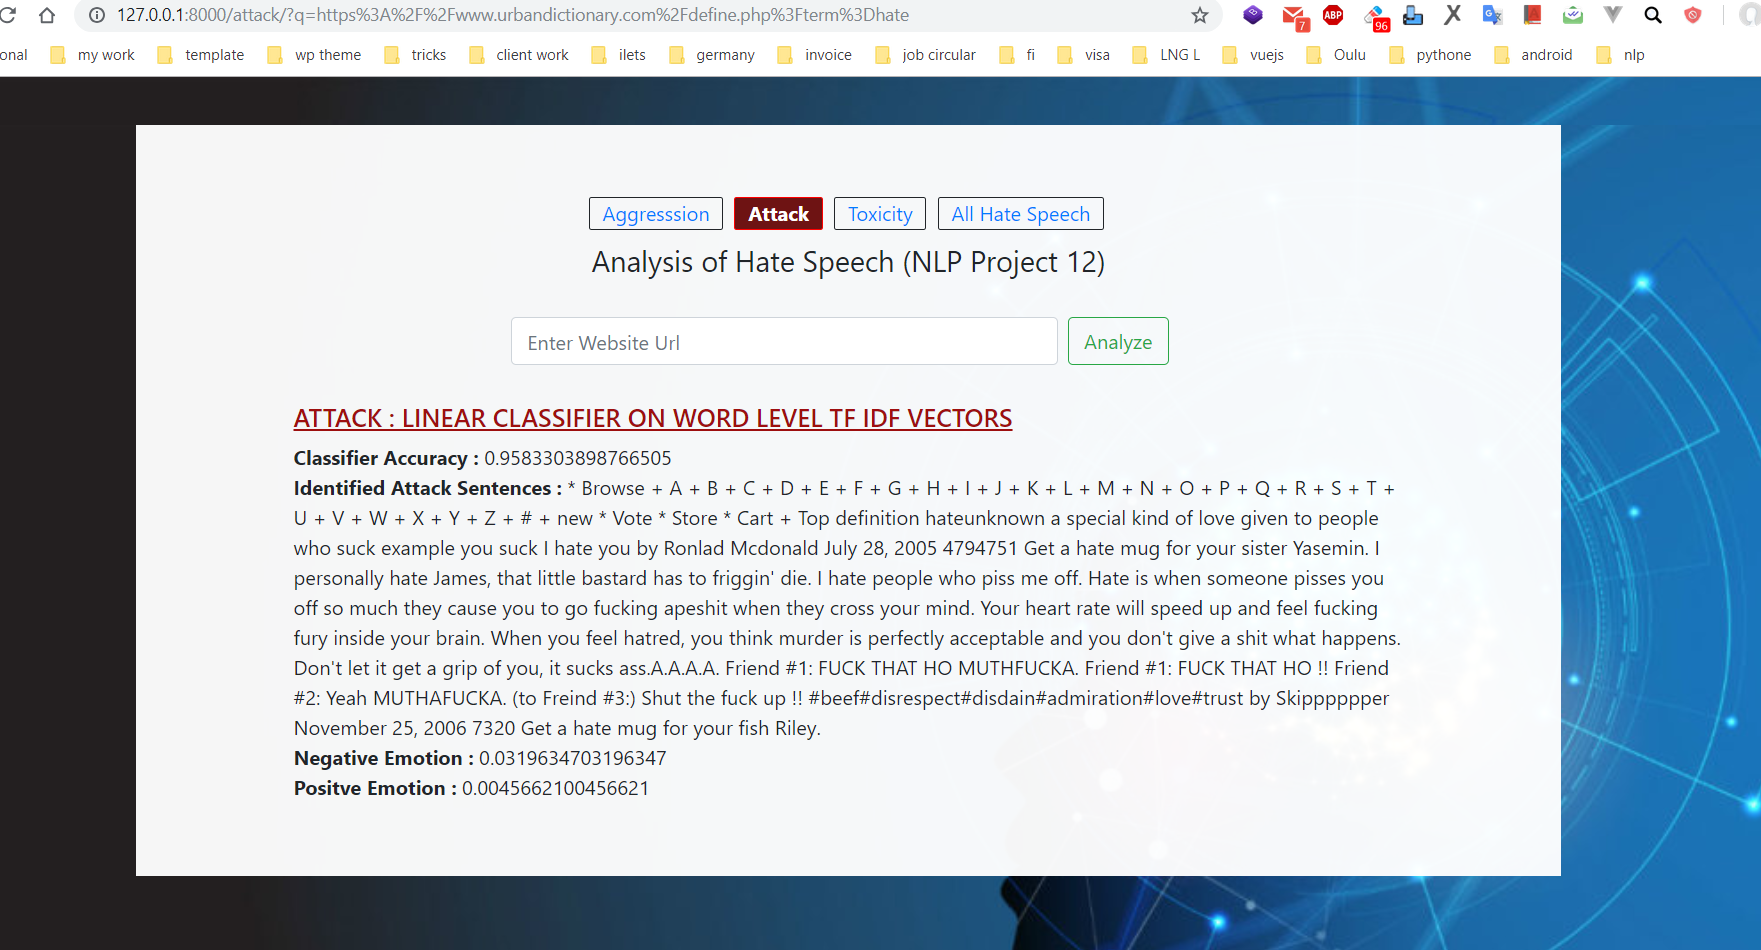 127.0.0.1:8000/attack/?q=https%3A%2F%2Fwww.urbandictionary.com%2Fdefine.php%3Fterm%3Dhate
7 ABP 96 X G
onal my work template wp theme tricks client work ilets germany invoice job circular fi visa LNG L vuejs Oulu pythone android nlp
Aggresssion Attack Toxicity All Hate Speech
Analysis of Hate Speech (NLP Project 12)
Enter Website Url Analyze
ATTACK : LINEAR CLASSIFIER ON WORD LEVEL TF IDF VECTORS
Classifier Accuracy : 0.9583303898766505
Identified Attack Sentences : * Browse + A + B + C + D + E + F + G + H + I + J + K + L + M + N + O + P + Q + R + S + T +
U + V + W + X + Y + Z + # + new * Vote * Store * Cart + Top definition hateunknown a special kind of love given to people
who suck example you suck I hate you by Ronlad Mcdonald July 28, 2005 4794751 Get a hate mug for your sister Yasemin. I
personally hate James, that little bastard has to friggin' die. I hate people who piss me off. Hate is when someone pisses you
off so much they cause you to go fucking apeshit when they cross your mind. Your heart rate will speed up and feel fucking
fury inside your brain. When you feel hatred, you think murder is perfectly acceptable and you don't give a shit what happens.
Don't let it get a grip of you, it sucks ass.A.A.A.A. Friend #1: FUCK THAT HO MUTHFUCKA. Friend #1: FUCK THAT HO !! Friend
#2: Yeah MUTHAFUCKA. (to Freind #3:) Shut the fuck up !! #beef#disrespect#disdain#admiration#love#trust by Skipppppper
November 25, 2006 7320 Get a hate mug for your fish Riley.
Negative Emotion : 0.0319634703196347
Positve Emotion : 0.0045662100456621